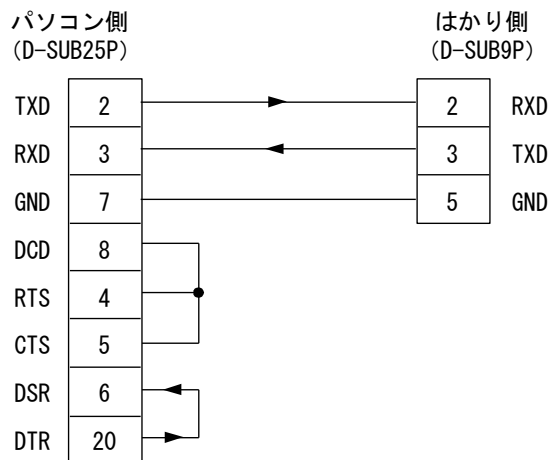 パソコン側 はかり側
(D-SUB25P) (D-SUB9P)
TXD 2 2 RXD
RXD 3 3 TXD
GND 7 5 GND
DCD 8
RTS 4
CTS 5
DSR 6
DTR 20